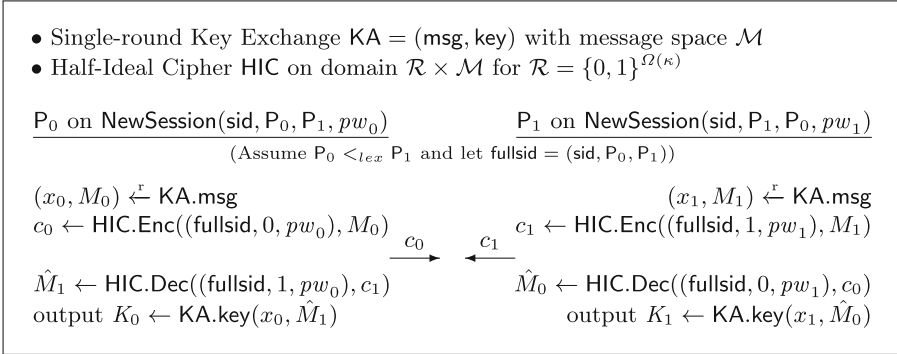 • Single-round Key Exchange KA = (msg, key) with message space ℳ
• Half-Ideal Cipher HIC on domain ℛ × ℳ for ℛ = {0, 1}^{Ω(κ)}
P₀ on NewSession(sid, P₀, P₁, pw₀) P₁ on NewSession(sid, P₁, P₀, pw₁)
(Assume P₀ <_{lex} P₁ and let fullsid = (sid, P₀, P₁))
(x₀, M₀) ←^{r} KA.msg (x₁, M₁) ←^{r} KA.msg
c₀ ← HIC.Enc((fullsid, 0, pw₀), M₀) c₁ ← HIC.Enc((fullsid, 1, pw₁), M₁)
c₀ → ← c₁
M̂₁ ← HIC.Dec((fullsid, 1, pw₀), c₁) M̂₀ ← HIC.Dec((fullsid, 0, pw₁), c₀)
output K₀ ← KA.key(x₀, M̂₁) output K₁ ← KA.key(x₁, M̂₀)